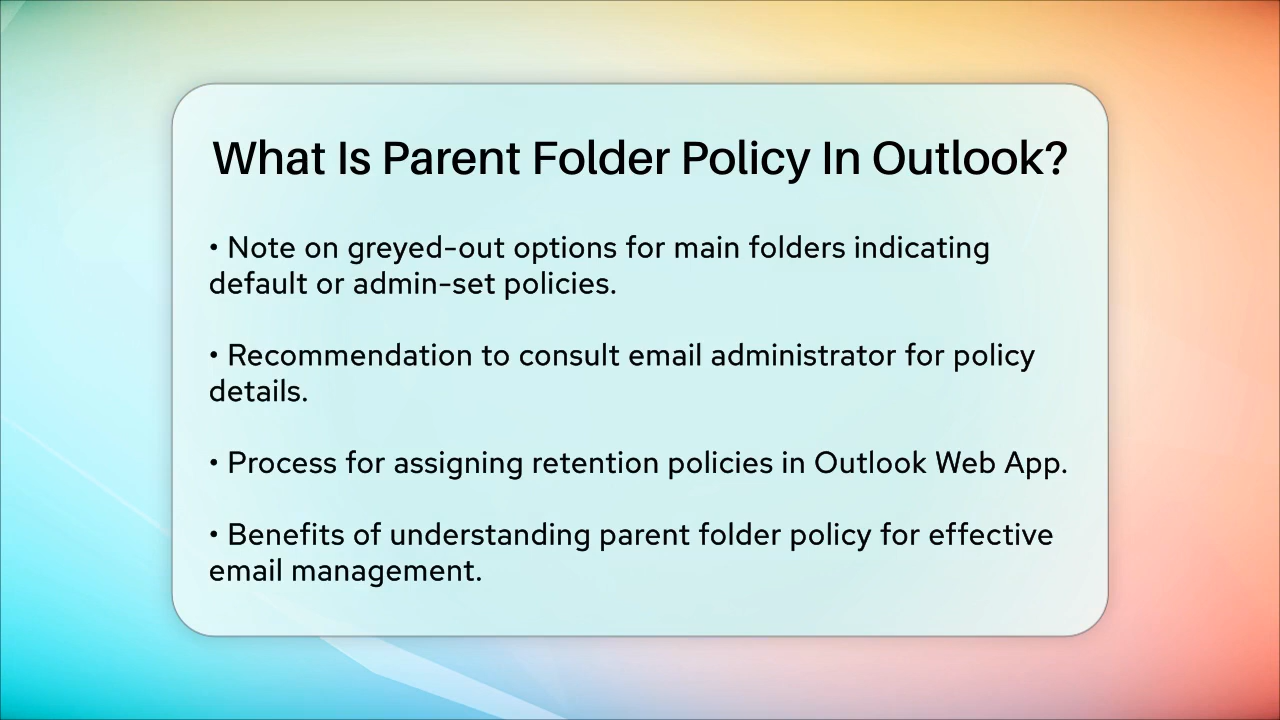 What Is Parent Folder Policy In Outlook?
• Note on greyed-out options for main folders indicating
default or admin-set policies.
• Recommendation to consult email administrator for policy
details.
• Process for assigning retention policies in Outlook Web App.
• Benefits of understanding parent folder policy for effective
email management.